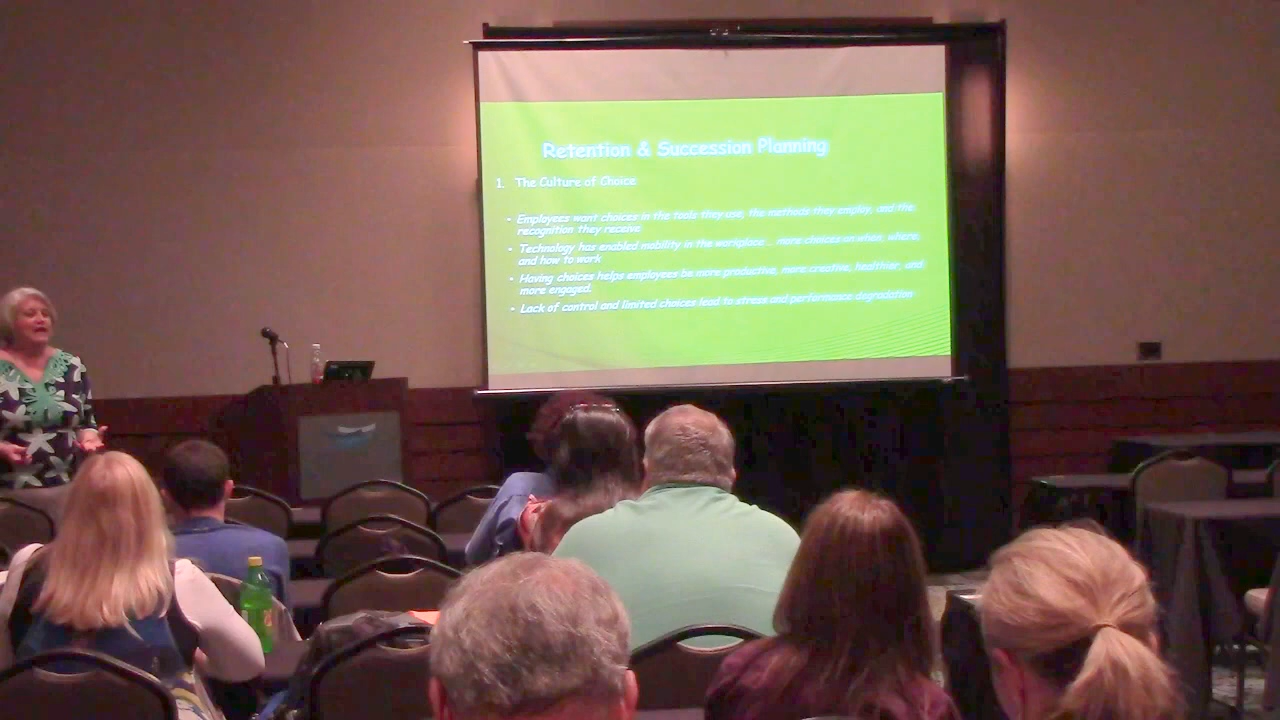 Retention & Succession Planning
1. The Culture of Choice
• Employees want choices in the tools they use, the methods they employ, and the
recognition they receive
• Technology has enabled mobility in the workplace... more choices on when, where,
and how to work
• Having choices helps employees be more productive, more creative, healthier, and
more engaged.
• Lack of control and limited choices lead to stress and performance degradation